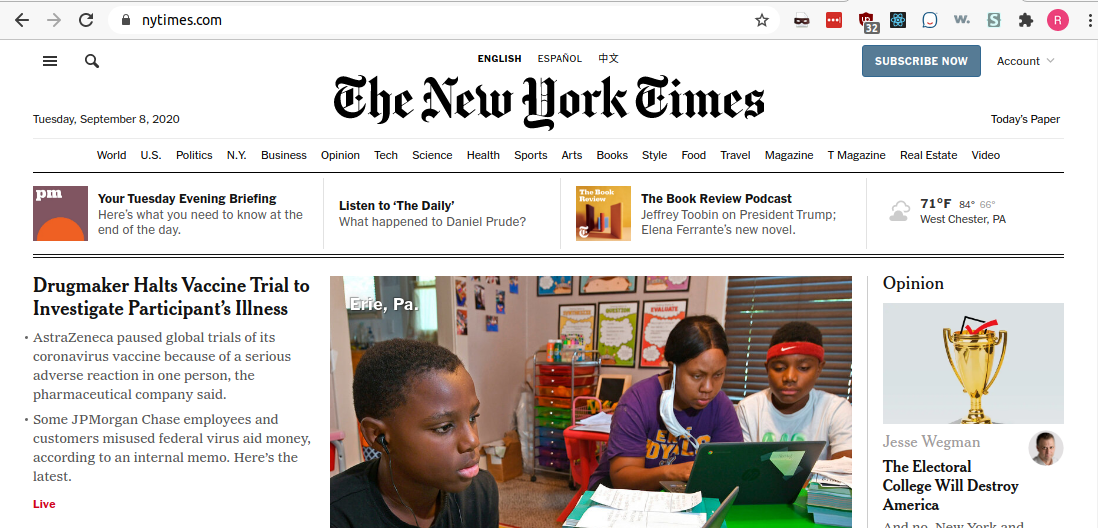 nytimes.com
32
R
ENGLISH ESPAÑOL 中文
SUBSCRIBE NOW
Account
The New York Times
Tuesday, September 8, 2020
Today's Paper
World U.S. Politics N.Y. Business Opinion Tech Science Health Sports Arts Books Style Food Travel Magazine T Magazine Real Estate Video
pm
Your Tuesday Evening Briefing
Here's what you need to know at the
end of the day.
Listen to ‘The Daily’
What happened to Daniel Prude?
The Book
Review
The Book Review Podcast
Jeffrey Toobin on President Trump;
Elena Ferrante's new novel.
71°F 84° 66°
West Chester, PA
Drugmaker Halts Vaccine Trial to
Investigate Participant's Illness
• AstraZeneca paused global trials of its
coronavirus vaccine because of a serious
adverse reaction in one person, the
pharmaceutical company said.
• Some JPMorgan Chase employees and
customers misused federal virus aid money,
according to an internal memo. Here's the
latest.
Live
Erie, Pa.
QUESTION
EVALUATE
Opinion
Jesse Wegman
The Electoral
College Will Destroy
America
And no, New York and